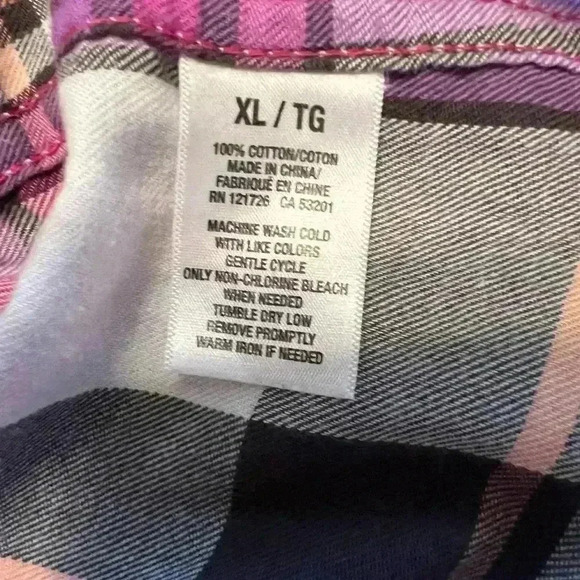 XL / TG
100% COTTON/COTON
MADE IN CHINA/
FABRIQUÉ EN CHINE
RN 121726 CA 53201
MACHINE WASH COLD
WITH LIKE COLORS
GENTLE CYCLE
ONLY NON-CHLORINE BLEACH
WHEN NEEDED
TUMBLE DRY LOW
REMOVE PROMPTLY
WARM IRON IF NEEDED